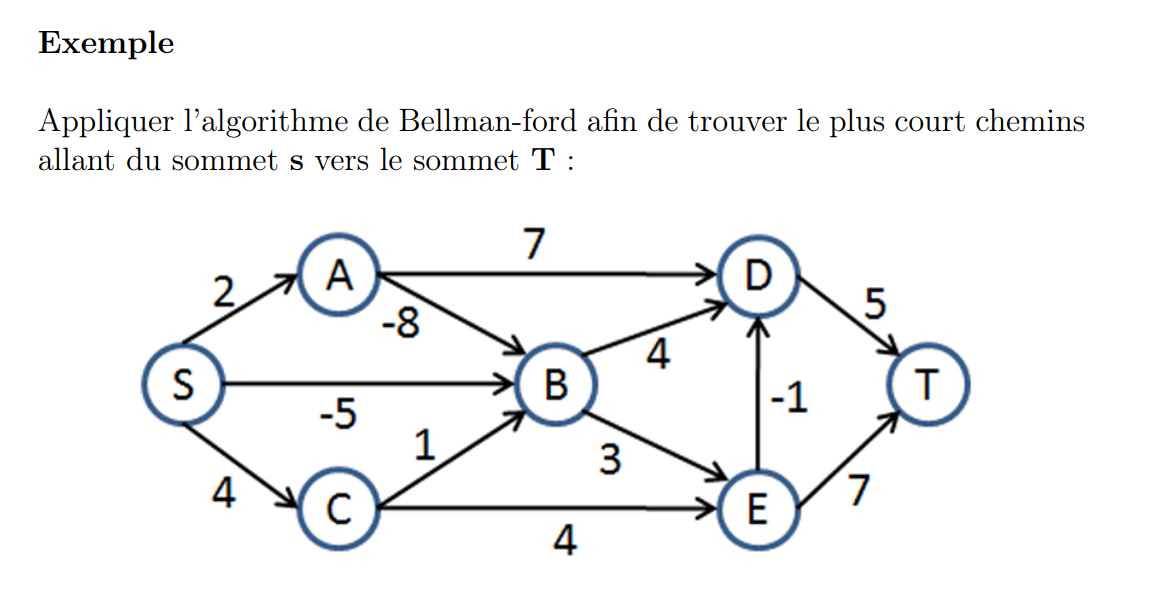 Exemple
Appliquer l'algorithme de Bellman-ford afin de trouver le plus court chemins
allant du sommet s vers le sommet T :
7
2
A
D
5
-8
4
S
B
-1
T
-5
1
3
4
C
E
7
4